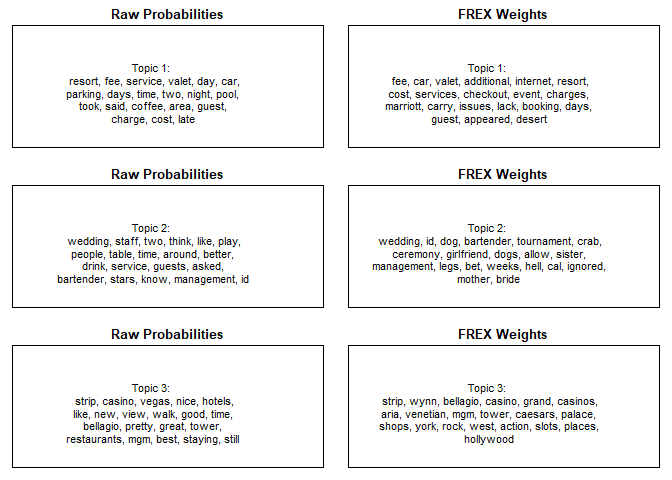 Raw Probabilities
Topic 1:
resort, fee, service, valet, day, car,
parking, days, time, two, night, pool,
took, said, coffee, area, guest,
charge, cost, late
FREX Weights
Topic 1:
fee, car, valet, additional, internet, resort,
cost, services, checkout, event, charges,
marriott, carry, issues, lack, booking, days,
guest, appeared, desert
Raw Probabilities
Topic 2:
wedding, staff, two, think, like, play,
people, table, time, around, better,
drink, service, guests, asked,
bartender, stars, know, management, id
FREX Weights
Topic 2:
wedding, id, dog, bartender, tournament, crab,
ceremony, girlfriend, dogs, allow, sister,
management, legs, bet, weeks, hell, cal, ignored,
mother, bride
Raw Probabilities
Topic 3:
strip, casino, vegas, nice, hotels,
like, new, view, walk, good, time,
bellagio, pretty, great, tower,
restaurants, mgm, best, staying, still
FREX Weights
Topic 3:
strip, wynn, bellagio, casino, grand, casinos,
aria, venetian, mgm, tower, caesars, palace,
shops, york, rock, west, action, slots, places,
hollywood